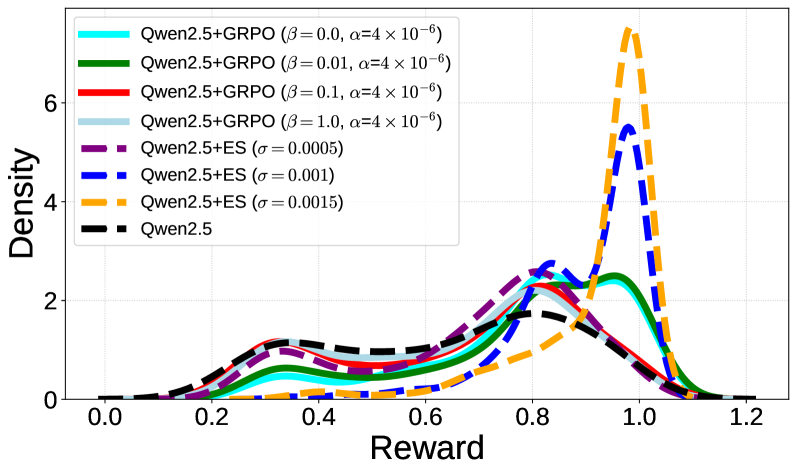 Qwen2.5+GRPO (β=0.0, α=4×10⁻⁶)
Qwen2.5+GRPO (β=0.01, α=4×10⁻⁶)
Qwen2.5+GRPO (β=0.1, α=4×10⁻⁶)
Qwen2.5+GRPO (β=1.0, α=4×10⁻⁶)
Qwen2.5+ES (σ=0.0005)
Qwen2.5+ES (σ=0.001)
Qwen2.5+ES (σ=0.0015)
Qwen2.5
Density
6
4
2
0
0.0 0.2 0.4 0.6 0.8 1.0 1.2
Reward